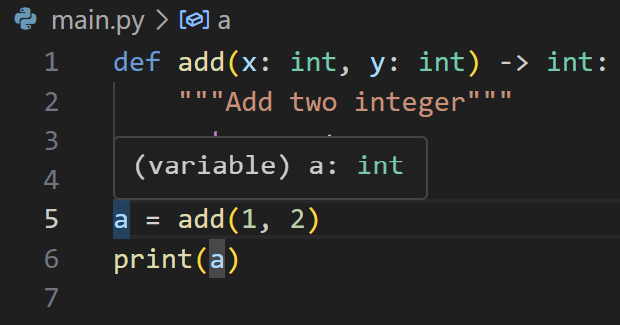 main.py > a
1 def add(x: int, y: int) -> int:
2 """Add two integer"""
3
(variable) a: int
4
5 a = add(1, 2)
6 print(a)
7